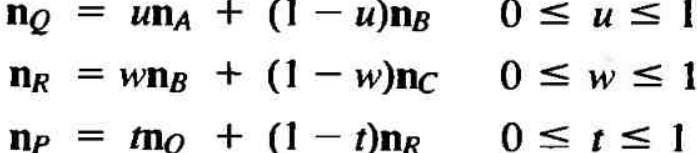 n_Q = un_A + (1 − u)n_B 0 ≤ u ≤ 1
n_R = wn_B + (1 − w)n_C 0 ≤ w ≤ 1
n_P = tn_Q + (1 − t)n_R 0 ≤ t ≤ 1